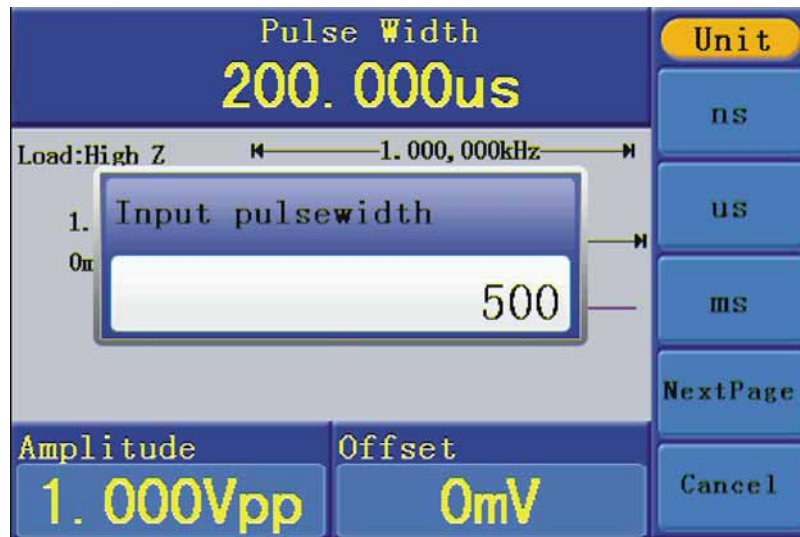 Pulse Width
200.000us
Load:High Z
1.000,000kHz
1.
0m
Input pulsewidth
500
Amplitude
1.000Vpp
Offset
0mV
Unit
ns
us
ms
NextPage
Cancel